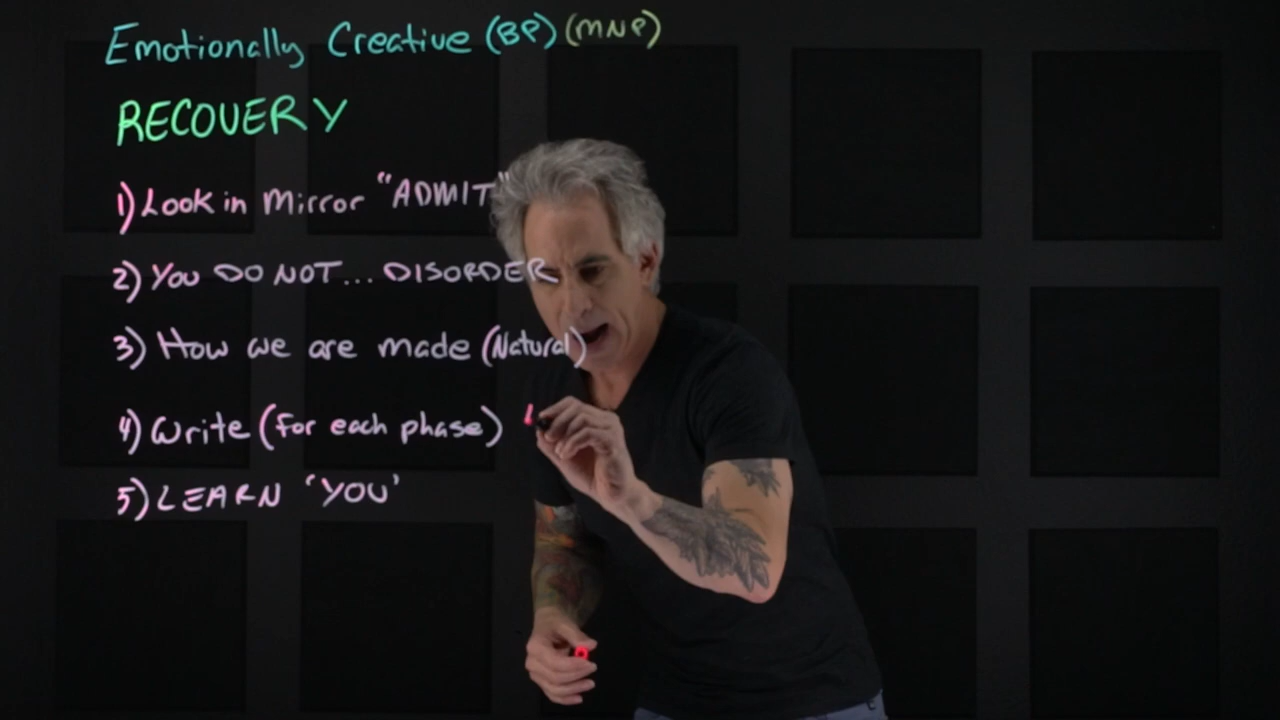 Emotionally Creative (BP) (MNP)
RECOVERY
1) Look in Mirror "ADMIT"
2) You DO NOT... DISORDER
3) How we are made (Natural)
4) Write (For each phase)
5) LEARN 'YOU'